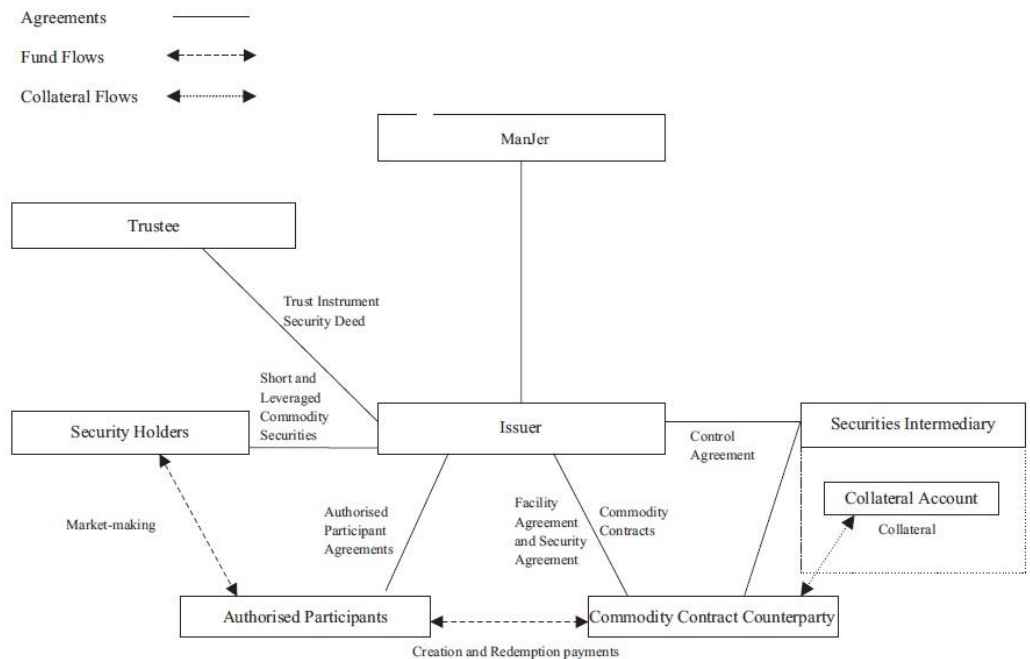 Agreements
Fund Flows
Collateral Flows
ManJer
Trustee
Trust Instrument
Security Deed
Short and
Leveraged
Commodity
Securities
Security Holders
Issuer
Control
Agreement
Securities Intermediary
Collateral Account
Collateral
Market-making
Authorised
Participant
Agreements
Facility
Agreement
and Security
Agreement
Commodity
Contracts
Authorised Participants
Commodity Contract Counterparty
Creation and Redemption payments